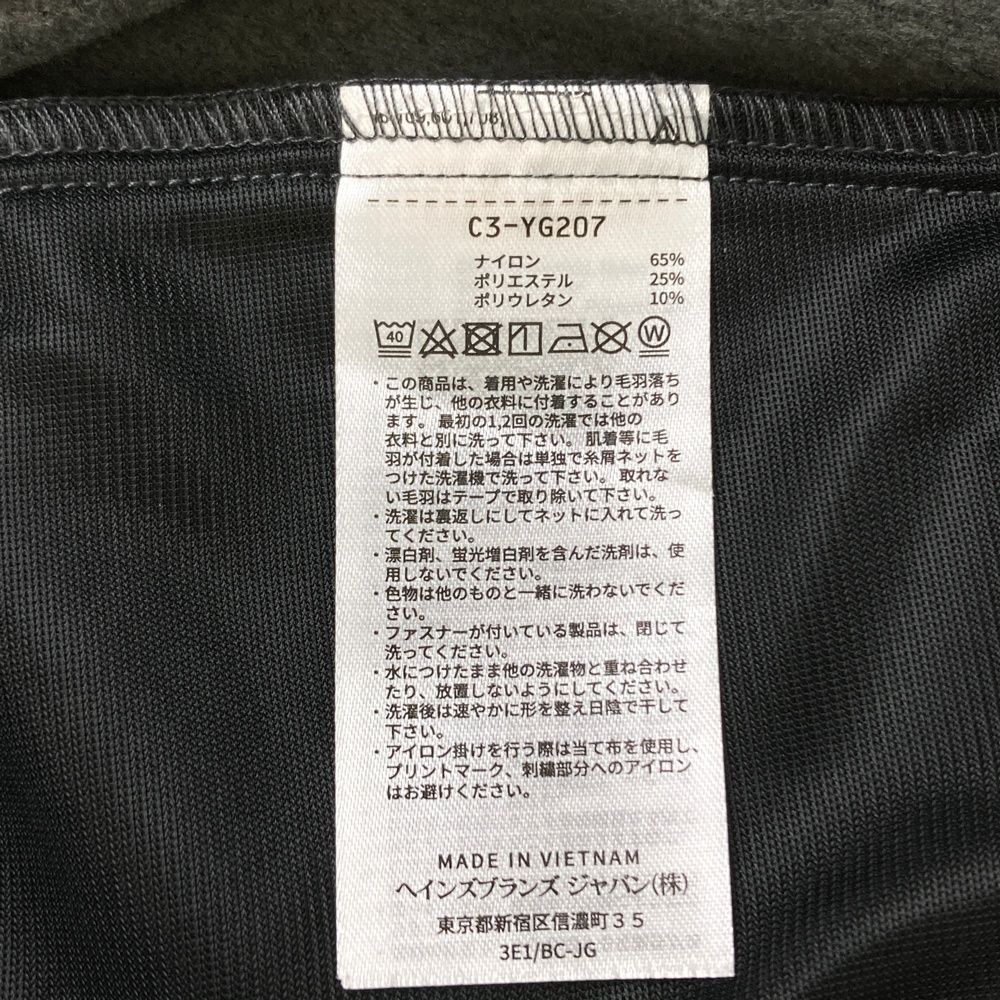 C3-YG207
ナイロン 65%
ポリエステル 25%
ポリウレタン 10%
40 W
・この商品は、着用や洗濯により毛羽落ち
が生じ、他の衣料に付着することがあり
ます。最初の1,2回の洗濯では他の
衣料と別に洗って下さい。肌着等に毛
羽が付着した場合は単独で糸屑ネットを
つけた洗濯機で洗って下さい。取れな
い毛羽はテープで取り除いて下さい。
・洗濯は裏返しにしてネットに入れて洗っ
てください。
・漂白剤、蛍光増白剤を含んだ洗剤は、使
用しないでください。
・色物は他のものと一緒に洗わないでくだ
さい。
・ファスナーが付いている製品は、閉じて
洗ってください。
・水につけたまま他の洗濯物と重ね合わせ
たり、放置しないようにしてください。
・洗濯後は速やかに形を整え日陰で干して
下さい。
・アイロン掛けを行う際は当て布を使用し、
プリントマーク、刺繍部分へのアイロン
はお避けください。
MADE IN VIETNAM
ヘインズブランズ ジャパン(株)
東京都新宿区信濃町35
3E1/BC-JG